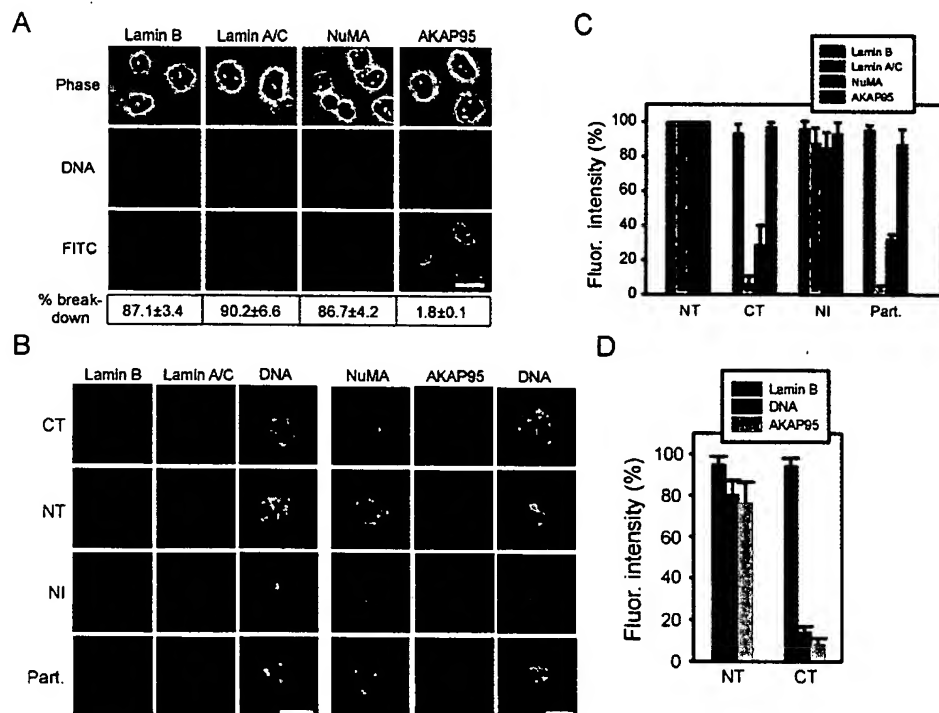 A
Lamin B Lamin A/C NuMA AKAP95
Phase
DNA
FITC
% break-
down
87.1±3.4 90.2±6.6 86.7±4.2 1.8±0.1
B
Lamin B Lamin A/C DNA NuMA AKAP95 DNA
CT
NT
NI
Part.
C
Lamin B
Lamin A/C
NuMA
AKAP95
Fluor. intensity (%)
100
80
60
40
20
0
NT CT NI Part.
D
Lamin B
DNA
AKAP95
Fluor. intensity (%)
100
80
60
40
20
0
NT CT